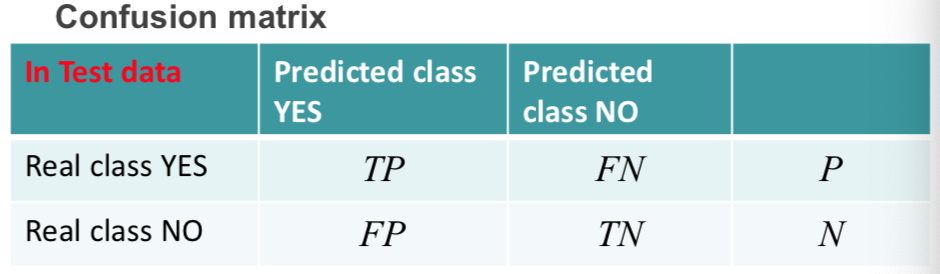 Confusion matrix
In Test data Predicted class YES Predicted class NO
Real class YES TP FN P
Real class NO FP TN N